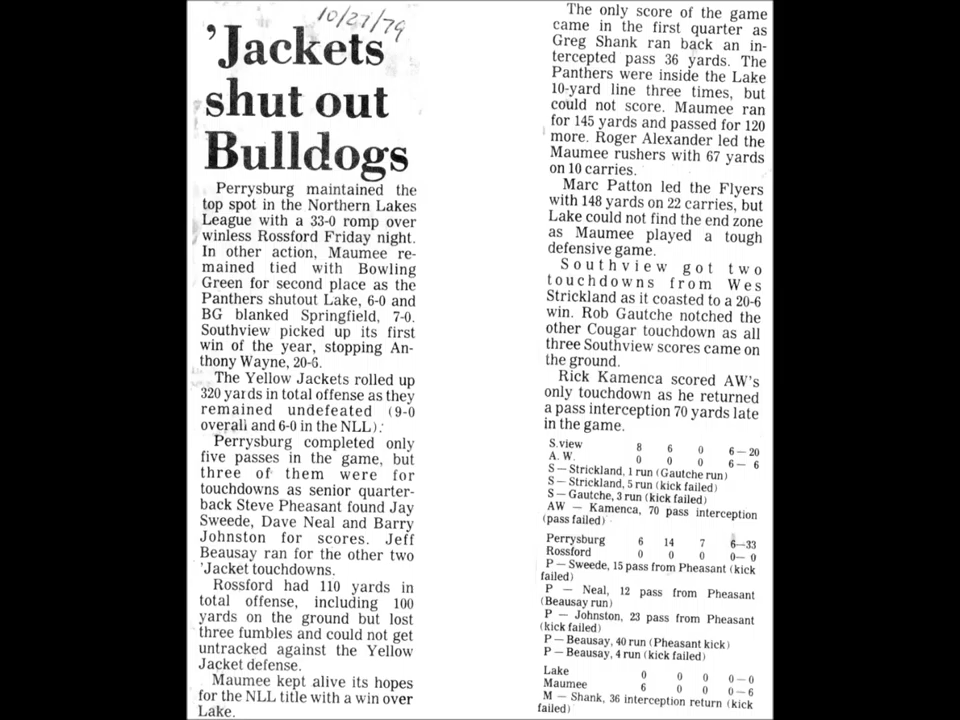 10/27/79
'Jackets
shut out
Bulldogs
Perrysburg maintained the
top spot in the Northern Lakes
League with a 33-0 romp over
winless Rossford Friday night.
In other action, Maumee re-
mained tied with Bowling
Green for second place as the
Panthers shutout Lake, 6-0 and
BG blanked Springfield, 7-0.
Southview picked up its first
win of the year, stopping An-
thony Wayne, 20-6.
The Yellow Jackets rolled up
320 yards in total offense as they
remained undefeated (9-0
overall and 6-0 in the NLL).
Perrysburg completed only
five passes in the game, but
three of them were for
touchdowns as senior quarter-
back Steve Pheasant found Jay
Sweede, Dave Neal and Barry
Johnston for scores. Jeff
Beausay ran for the other two
'Jacket touchdowns.
Rossford had 110 yards in
total offense, including 100
yards on the ground but lost
three fumbles and could not get
untracked against the Yellow
Jacket defense.
Maumee kept alive its hopes
for the NLL title with a win over
Lake.
The only score of the game
came in the first quarter as
Greg Shank ran back an in-
tercepted pass 36 yards. The
Panthers were inside the Lake
10-yard line three times, but
could not score. Maumee ran
for 145 yards and passed for 120
more. Roger Alexander led the
Maumee rushers with 67 yards
on 10 carries.
Marc Patton led the Flyers
with 148 yards on 22 carries, but
Lake could not find the end zone
as Maumee played a tough
defensive game.
Southview got two
touchdowns from Wes
Strickland as it coasted to a 20-6
win. Rob Gautche notched the
other Cougar touchdown as all
three Southview scores came on
the ground.
Rick Kamenca scored AW's
only touchdown as he returned
a pass interception 70 yards late
in the game.
S.view 8 6 0 6—20
A. W. 0 0 0 6— 6
S — Strickland, 1 run (Gautche run)
S — Strickland, 5 run (kick failed)
S — Gautche, 3 run (kick failed)
AW — Kamenca, 70 pass interception
(pass failed)
Perrysburg 6 14 7 6—33
Rossford 0 0 0 0— 0
P — Sweede, 15 pass from Pheasant (kick
failed)
P — Neal, 12 pass from Pheasant
(Beausay run)
P — Johnston, 23 pass from Pheasant
(kick failed)
P — Beausay, 40 run (Pheasant kick)
P — Beausay, 4 run (kick failed)
Lake 0 0 0 0—0
Maumee 6 0 0 0—6
M — Shank, 36 interception return (kick
failed)